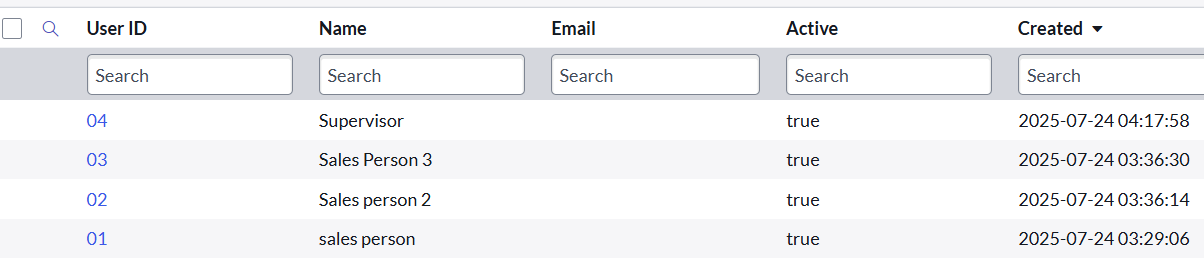 User ID Name Email Active Created
Search Search Search Search Search
04 Supervisor true 2025-07-24 04:17:58
03 Sales Person 3 true 2025-07-24 03:36:30
02 Sales person 2 true 2025-07-24 03:36:14
01 sales person true 2025-07-24 03:29:06